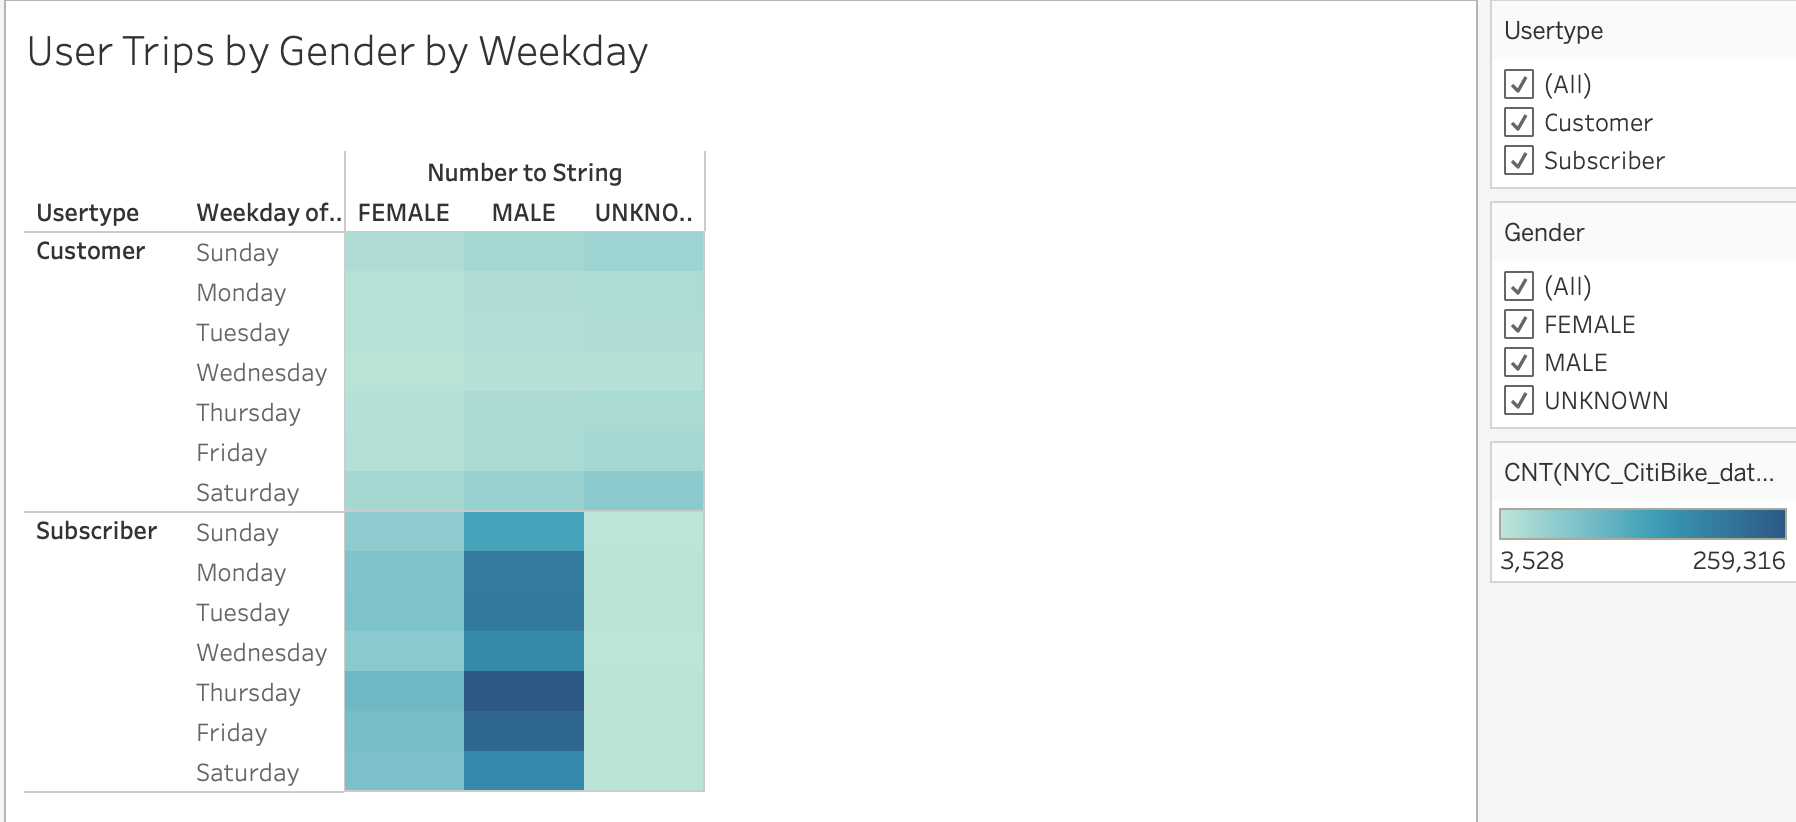 User Trips by Gender by Weekday
Number to String
Usertype Weekday of.. FEMALE MALE UNKNO..
Customer Sunday
Monday
Tuesday
Wednesday
Thursday
Friday
Saturday
Subscriber Sunday
Monday
Tuesday
Wednesday
Thursday
Friday
Saturday
Usertype
(All)
Customer
Subscriber
Gender
(All)
FEMALE
MALE
UNKNOWN
CNT(NYC_CitiBike_dat...
3,528 259,316